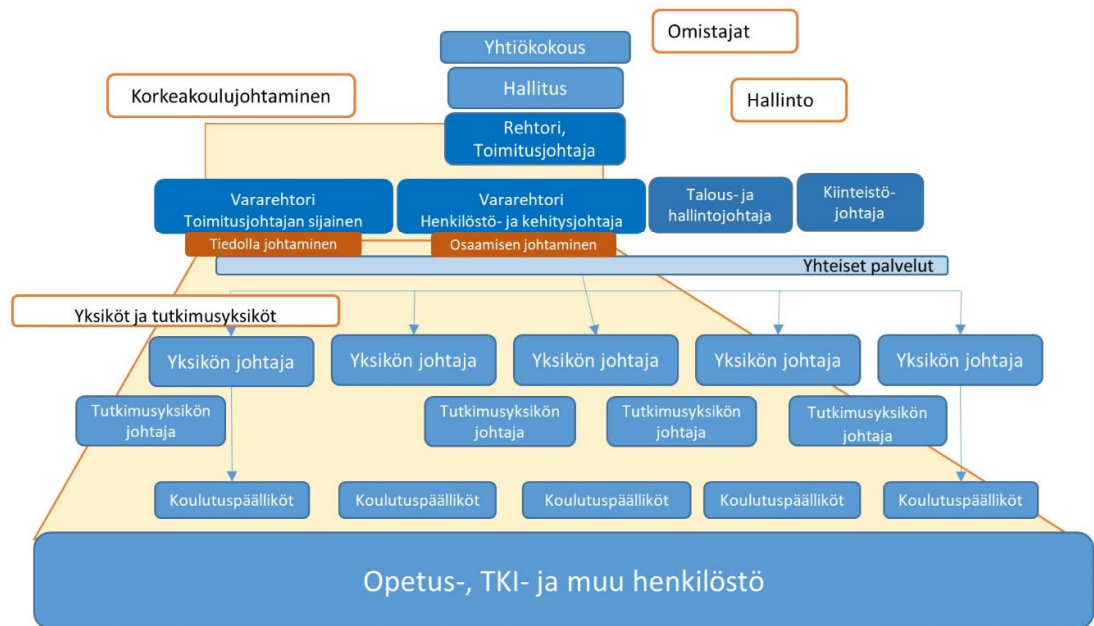 Yhtiökokous
Omistajat
Hallitus
Korkeakoulujohtaminen
Hallinto
Rehtori,
Toimitusjohtaja
Vararehtori
Toimitusjohtajan sijainen
Vararehtori
Henkilöstö- ja kehitysjohtaja
Talous- ja
hallintojohtaja
Kiinteistö-
johtaja
Tiedolla johtaminen
Osaamisen johtaminen
Yhteiset palvelut
Yksiköt ja tutkimusyksiköt
Yksikön johtaja
Yksikön johtaja
Yksikön johtaja
Yksikön johtaja
Yksikön johtaja
Tutkimusyksikön
johtaja
Tutkimusyksikön
johtaja
Tutkimusyksikön
johtaja
Tutkimusyksikön
johtaja
Koulutuspäälliköt
Koulutuspäälliköt
Koulutuspäälliköt
Koulutuspäälliköt
Koulutuspäälliköt
Opetus-, TKI- ja muu henkilöstö